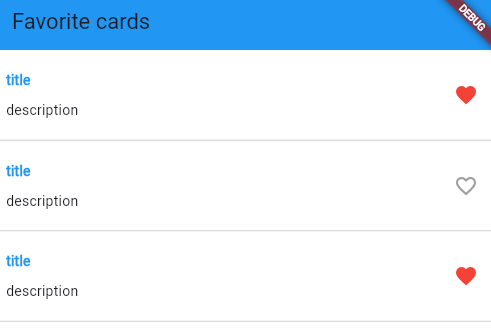 Favorite cards
DEBUG
title
description
title
description
title
description